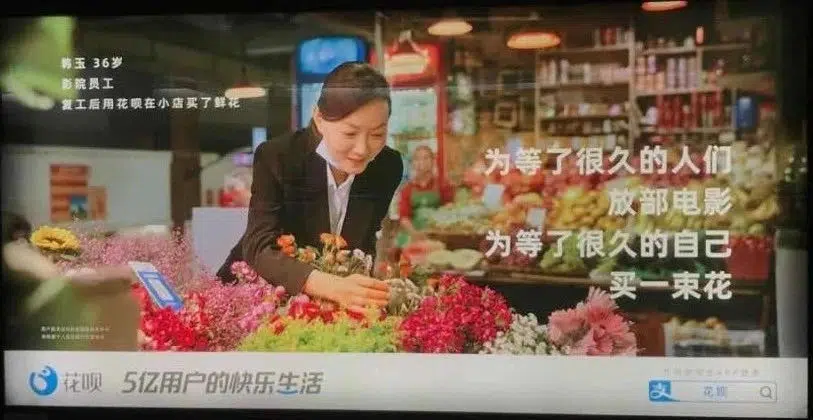 韩玉 36岁
影院员工
复工后用花呗在小店买了鲜花
为等了很久的人们
放部电影
为等了很久的自己
买一束花
花呗 5亿用户的快乐生活
支 花呗